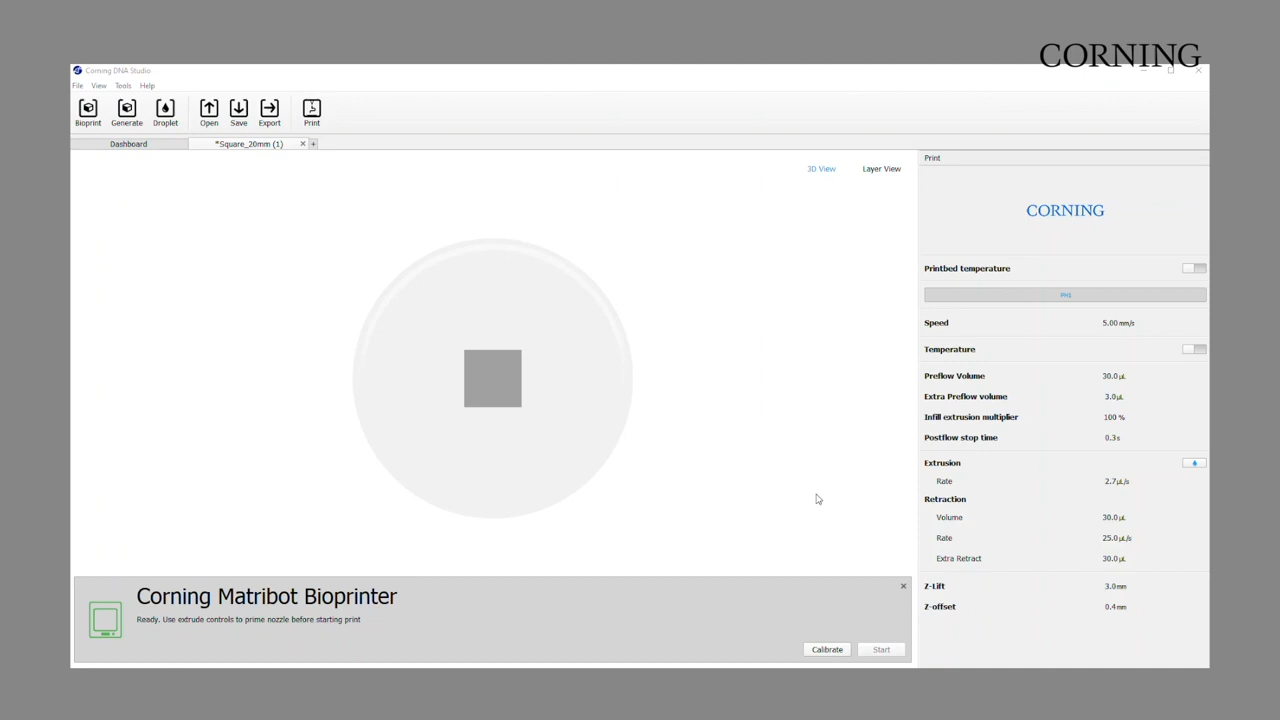 CORNING
Corning DNA Studio
File View Tools Help
Bioprint Generate Droplet Open Save Export Print
Dashboard *Square_20mm (1)
3D View Layer View
Print
CORNING
Printbed temperature
PH1
Speed 5.00 mm/s
Temperature
Preflow Volume 30.0 µL
Extra Preflow volume 3.0 µL
Infill extrusion multiplier 100 %
Postflow stop time 0.3 s
Extrusion
Rate 2.7 µL/s
Retraction
Volume 30.0 µL
Rate 25.0 µL/s
Extra Retract 30.0 µL
Z-Lift 3.0 mm
Z-offset 0.4 mm
Corning Matribot Bioprinter
Ready. Use extrude controls to prime nozzle before starting print
Calibrate Start